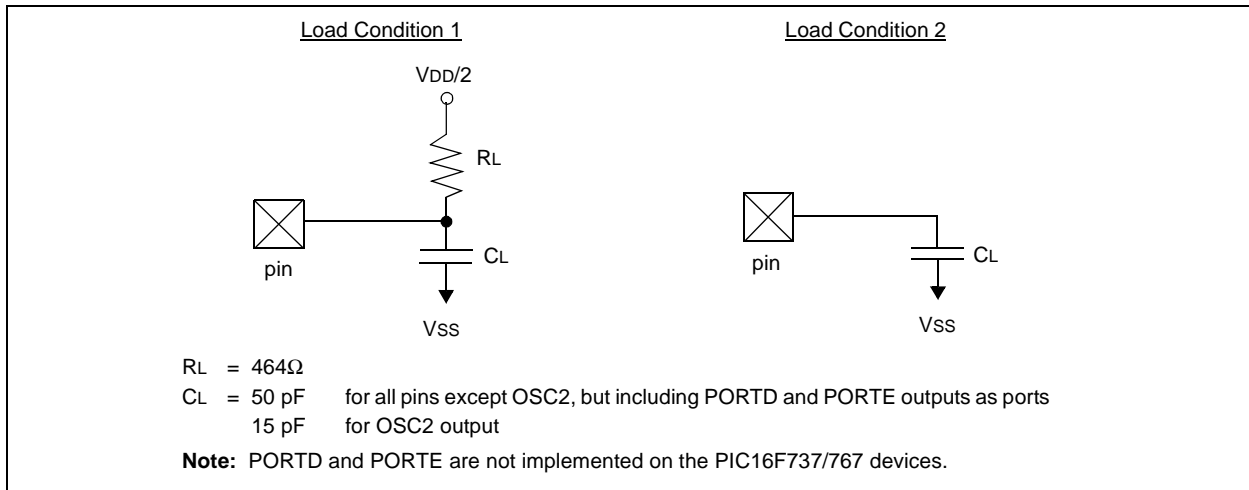 Load Condition 1
VDD/2
RL
pin
CL
VSS
Load Condition 2
pin
CL
VSS
RL = 464Ω
CL = 50 pF for all pins except OSC2, but including PORTD and PORTE outputs as ports
15 pF for OSC2 output
Note: PORTD and PORTE are not implemented on the PIC16F737/767 devices.